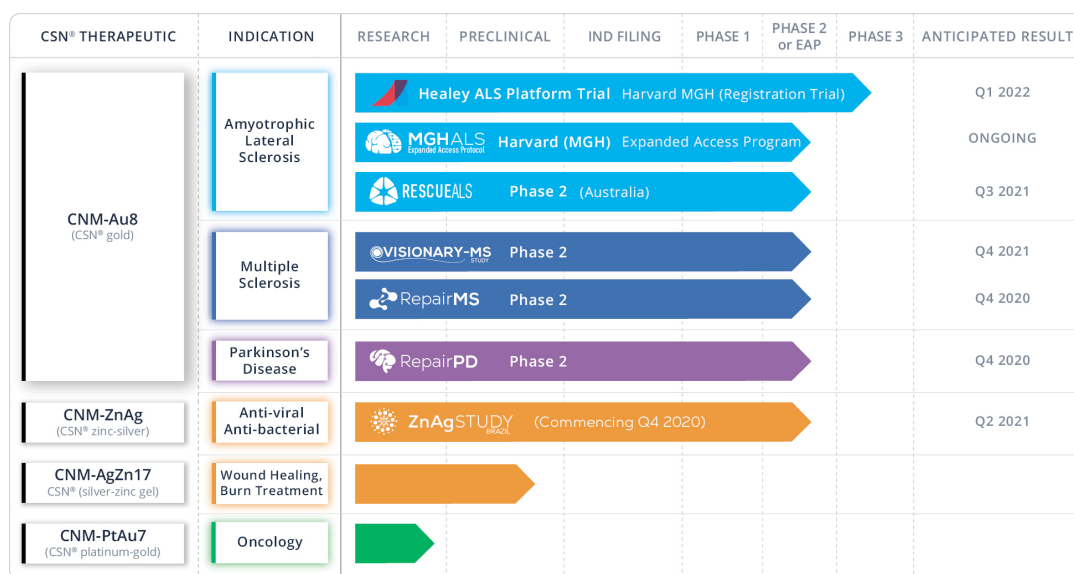 CSN® THERAPEUTIC
INDICATION
RESEARCH
PRECLINICAL
IND FILING
PHASE 1
PHASE 2
or EAP
PHASE 3
ANTICIPATED RESULT
CNM-Au8
(CSN® gold)
Amyotrophic
Lateral
Sclerosis
Healey ALS Platform Trial Harvard MGH (Registration Trial)
Q1 2022
MGHALS
Expanded Access Protocol
Harvard (MGH) Expanded Access Program
ONGOING
RESCUEALS Phase 2 (Australia)
Q3 2021
Multiple
Sclerosis
VISIONARY-MS
STUDY
Phase 2
Q4 2021
RepairMS Phase 2
Q4 2020
Parkinson’s
Disease
RepairPD Phase 2
Q4 2020
CNM-ZnAg
(CSN® zinc-silver)
Anti-viral
Anti-bacterial
ZnAgSTUDY
BRAZIL
(Commencing Q4 2020)
Q2 2021
CNM-AgZn17
CSN® (silver-zinc gel)
Wound Healing,
Burn Treatment
CNM-PtAu7
(CSN® platinum-gold)
Oncology